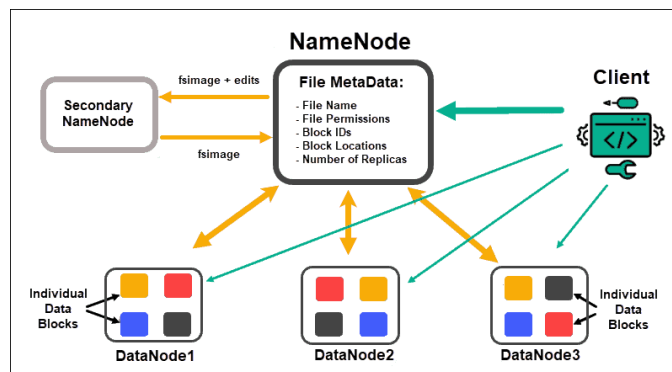 NameNode
fsimage + edits
Secondary
NameNode
fsimage
File MetaData:
- File Name
- File Permissions
- Block IDs
- Block Locations
- Number of Replicas
Client
</>
Individual
Data
Blocks
DataNode1
DataNode2
DataNode3
Individual
Data
Blocks